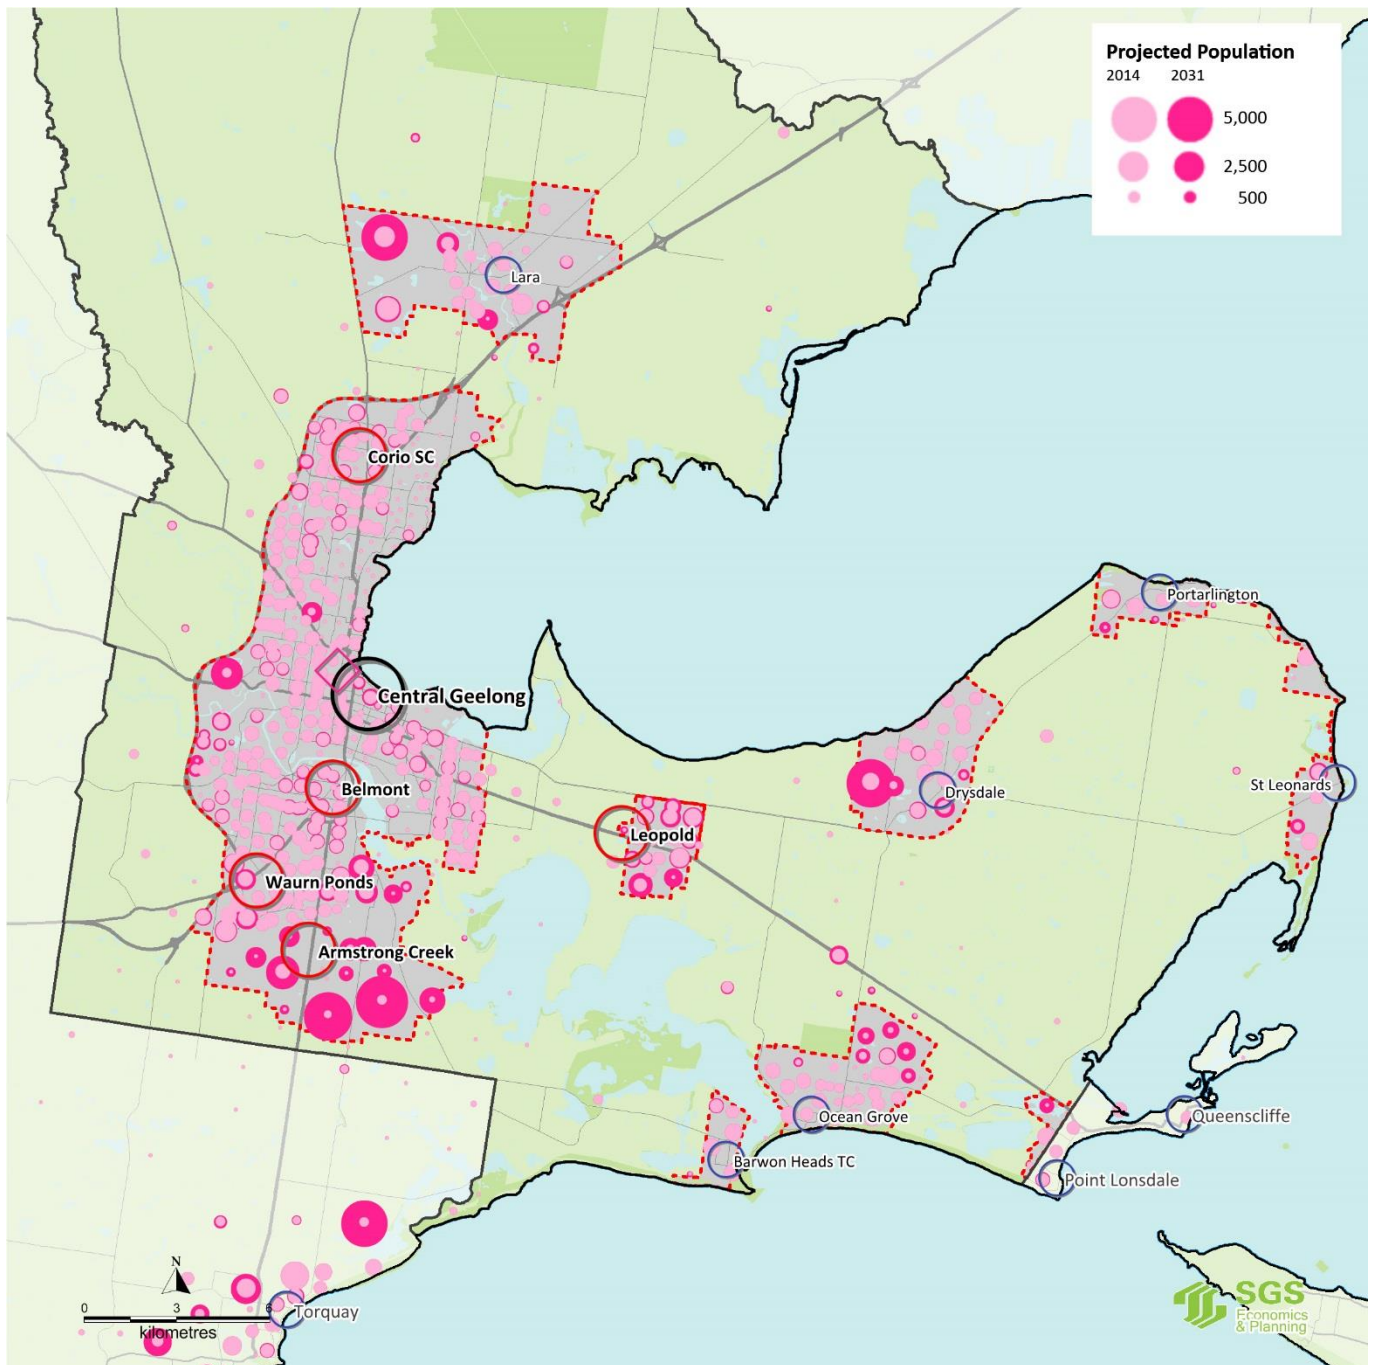 Projected Population
2014 2031
5,000
2,500
500
Lara
Corio SC
Portarlington
Central Geelong
St Leonards
Drysdale
Belmont
Leopold
Waurn Ponds
Armstrong Creek
Ocean Grove
Queenscliffe
Barwon Heads TC
Point Lonsdale
N
0 3 6
kilometres
Torquay
SGS
Economics
& Planning